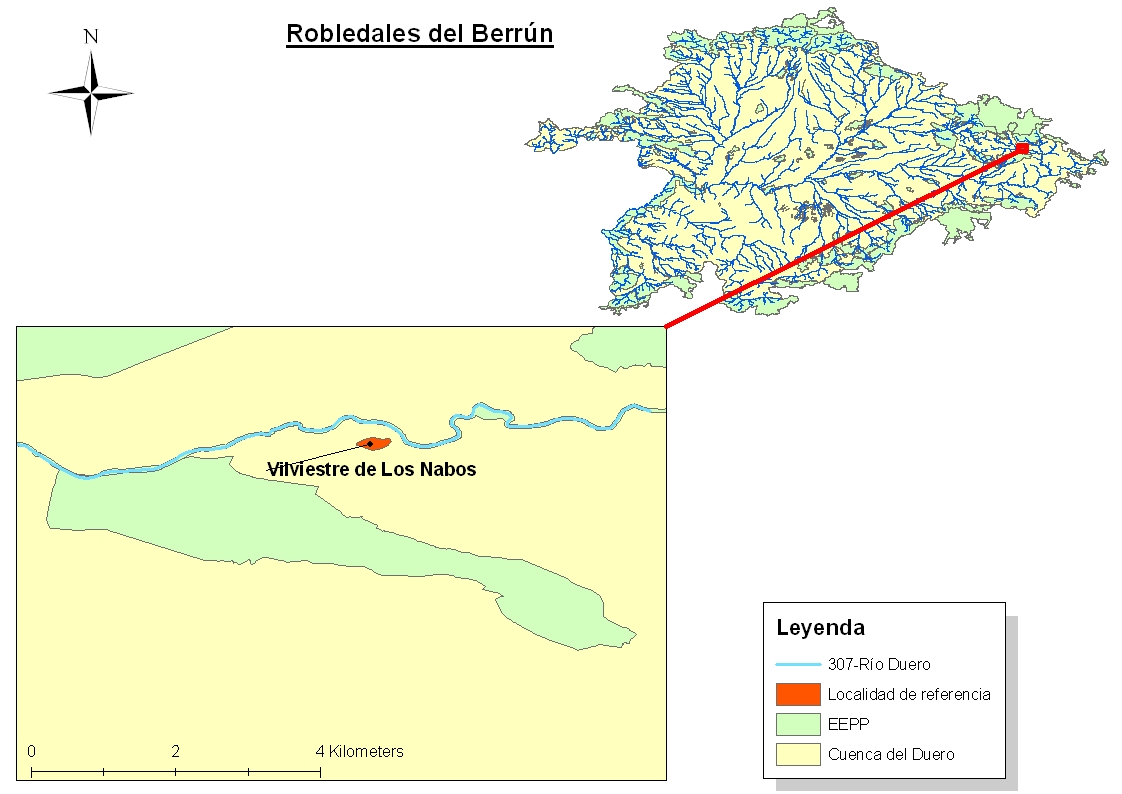 N
Robledales del Berrún
Vilviestre de Los Nabos
0 2 4 Kilometers
Leyenda
307-Río Duero
Localidad de referencia
EEPP
Cuenca del Duero